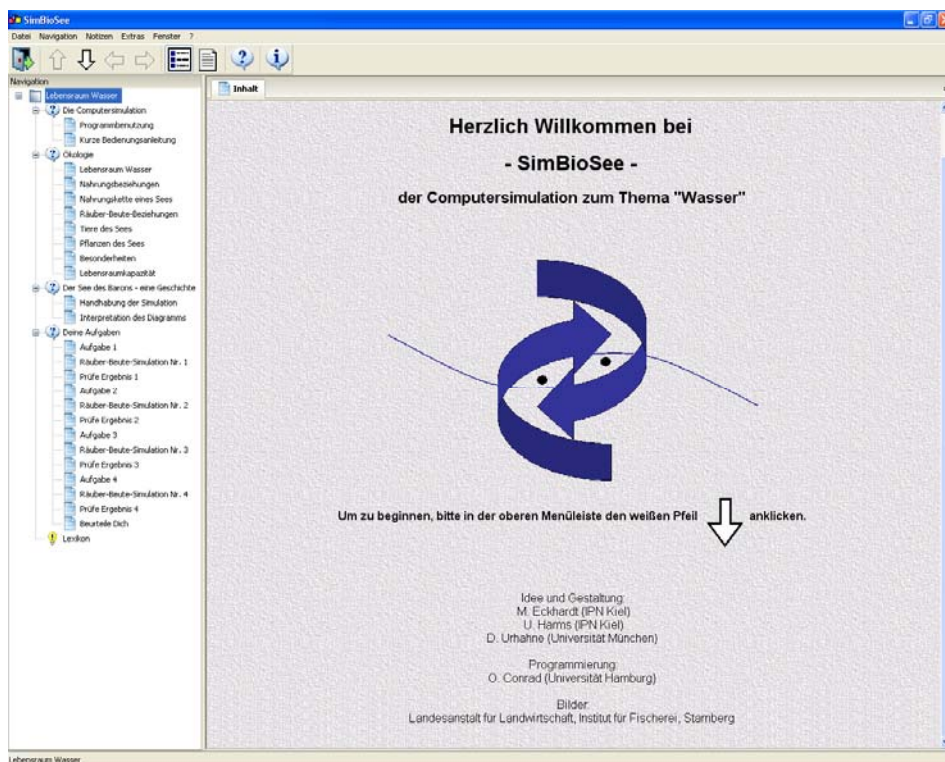 SimBioSee
Datei Navigation Notizen Extras Fenster ?
Navigation
Lebensraum Wasser
Die Computersimulation
Programmbenutzung
Kurze Bedienungsanleitung
Ökologie
Lebensraum Wasser
Nahrungsbeziehungen
Nahrungskette eines Sees
Räuber-Beute-Beziehungen
Tiere des Sees
Pflanzen des Sees
Besonderheiten
Lebensraumkapazität
Der See des Barons - eine Geschichte
Handhabung der Simulation
Interpretation des Diagramms
Deine Aufgaben
Aufgabe 1
Räuber-Beute-Simulation Nr. 1
Prüfe Ergebnis 1
Aufgabe 2
Räuber-Beute-Simulation Nr. 2
Prüfe Ergebnis 2
Aufgabe 3
Räuber-Beute-Simulation Nr. 3
Prüfe Ergebnis 3
Aufgabe 4
Räuber-Beute-Simulation Nr. 4
Prüfe Ergebnis 4
Beurteile Dich
Lexikon
Inhalt
Herzlich Willkommen bei
- SimBioSee -
der Computersimulation zum Thema "Wasser"
Um zu beginnen, bitte in der oberen Menüleiste den weißen Pfeil anklicken.
Idee und Gestaltung:
M. Eckhardt (IPN Kiel)
U. Harms (IPN Kiel)
D. Urhahne (Universität München)
Programmierung:
O. Conrad (Universität Hamburg)
Bilder:
Landesanstalt für Landwirtschaft, Institut für Fischerei, Starnberg
Lebensraum Wasser